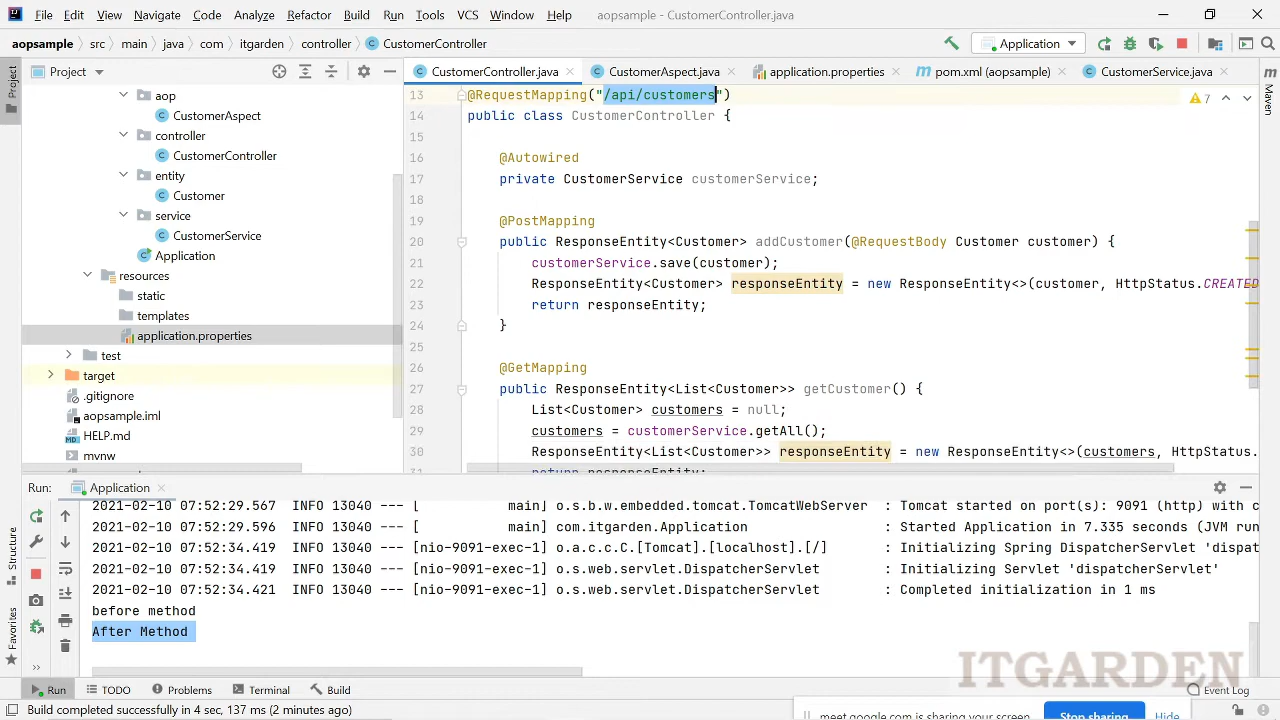 File Edit View Navigate Code Analyze Refactor Build Run Tools VCS Window Help aopsample - CustomerController.java
aopsample src main java com itgarden controller CustomerController Application
Project
Project
CustomerController.java CustomerAspect.java application.properties pom.xml (aopsample) CustomerService.java
Maven
aop
CustomerAspect
controller
CustomerController
entity
Customer
service
CustomerService
Application
resources
static
templates
application.properties
test
target
.gitignore
aopsample.iml
HELP.md
mvnw
13 @RequestMapping("/api/customers") 7
14 public class CustomerController {
15
16 @Autowired
17 private CustomerService customerService;
18
19 @PostMapping
20 public ResponseEntity<Customer> addCustomer(@RequestBody Customer customer) {
21 customerService.save(customer);
22 ResponseEntity<Customer> responseEntity = new ResponseEntity<>(customer, HttpStatus.CREATED
23 return responseEntity;
24 }
25
26 @GetMapping
27 public ResponseEntity<List<Customer>> getCustomer() {
28 List<Customer> customers = null;
29 customers = customerService.getAll();
30 ResponseEntity<List<Customer>> responseEntity = new ResponseEntity<>(customers, HttpStatus.
31 return responseEntity;
Run: Application
2021-02-10 07:52:29.567 INFO 13040 --- [ main] o.s.b.w.embedded.tomcat.TomcatWebServer : Tomcat started on port(s): 9091 (http) with c
2021-02-10 07:52:29.596 INFO 13040 --- [ main] com.itgarden.Application : Started Application in 7.335 seconds (JVM run
2021-02-10 07:52:34.419 INFO 13040 --- [nio-9091-exec-1] o.a.c.c.C.[Tomcat].[localhost].[/] : Initializing Spring DispatcherServlet 'dispat
2021-02-10 07:52:34.419 INFO 13040 --- [nio-9091-exec-1] o.s.web.servlet.DispatcherServlet : Initializing Servlet 'dispatcherServlet'
2021-02-10 07:52:34.421 INFO 13040 --- [nio-9091-exec-1] o.s.web.servlet.DispatcherServlet : Completed initialization in 1 ms
before method
After Method
Structure
Favorites
ITGARDEN
Run TODO Problems Terminal Build Event Log
Build completed successfully in 4 sec, 137 ms (2 minutes ago)
meet.google.com is sharing your screen. Stop sharing Hide